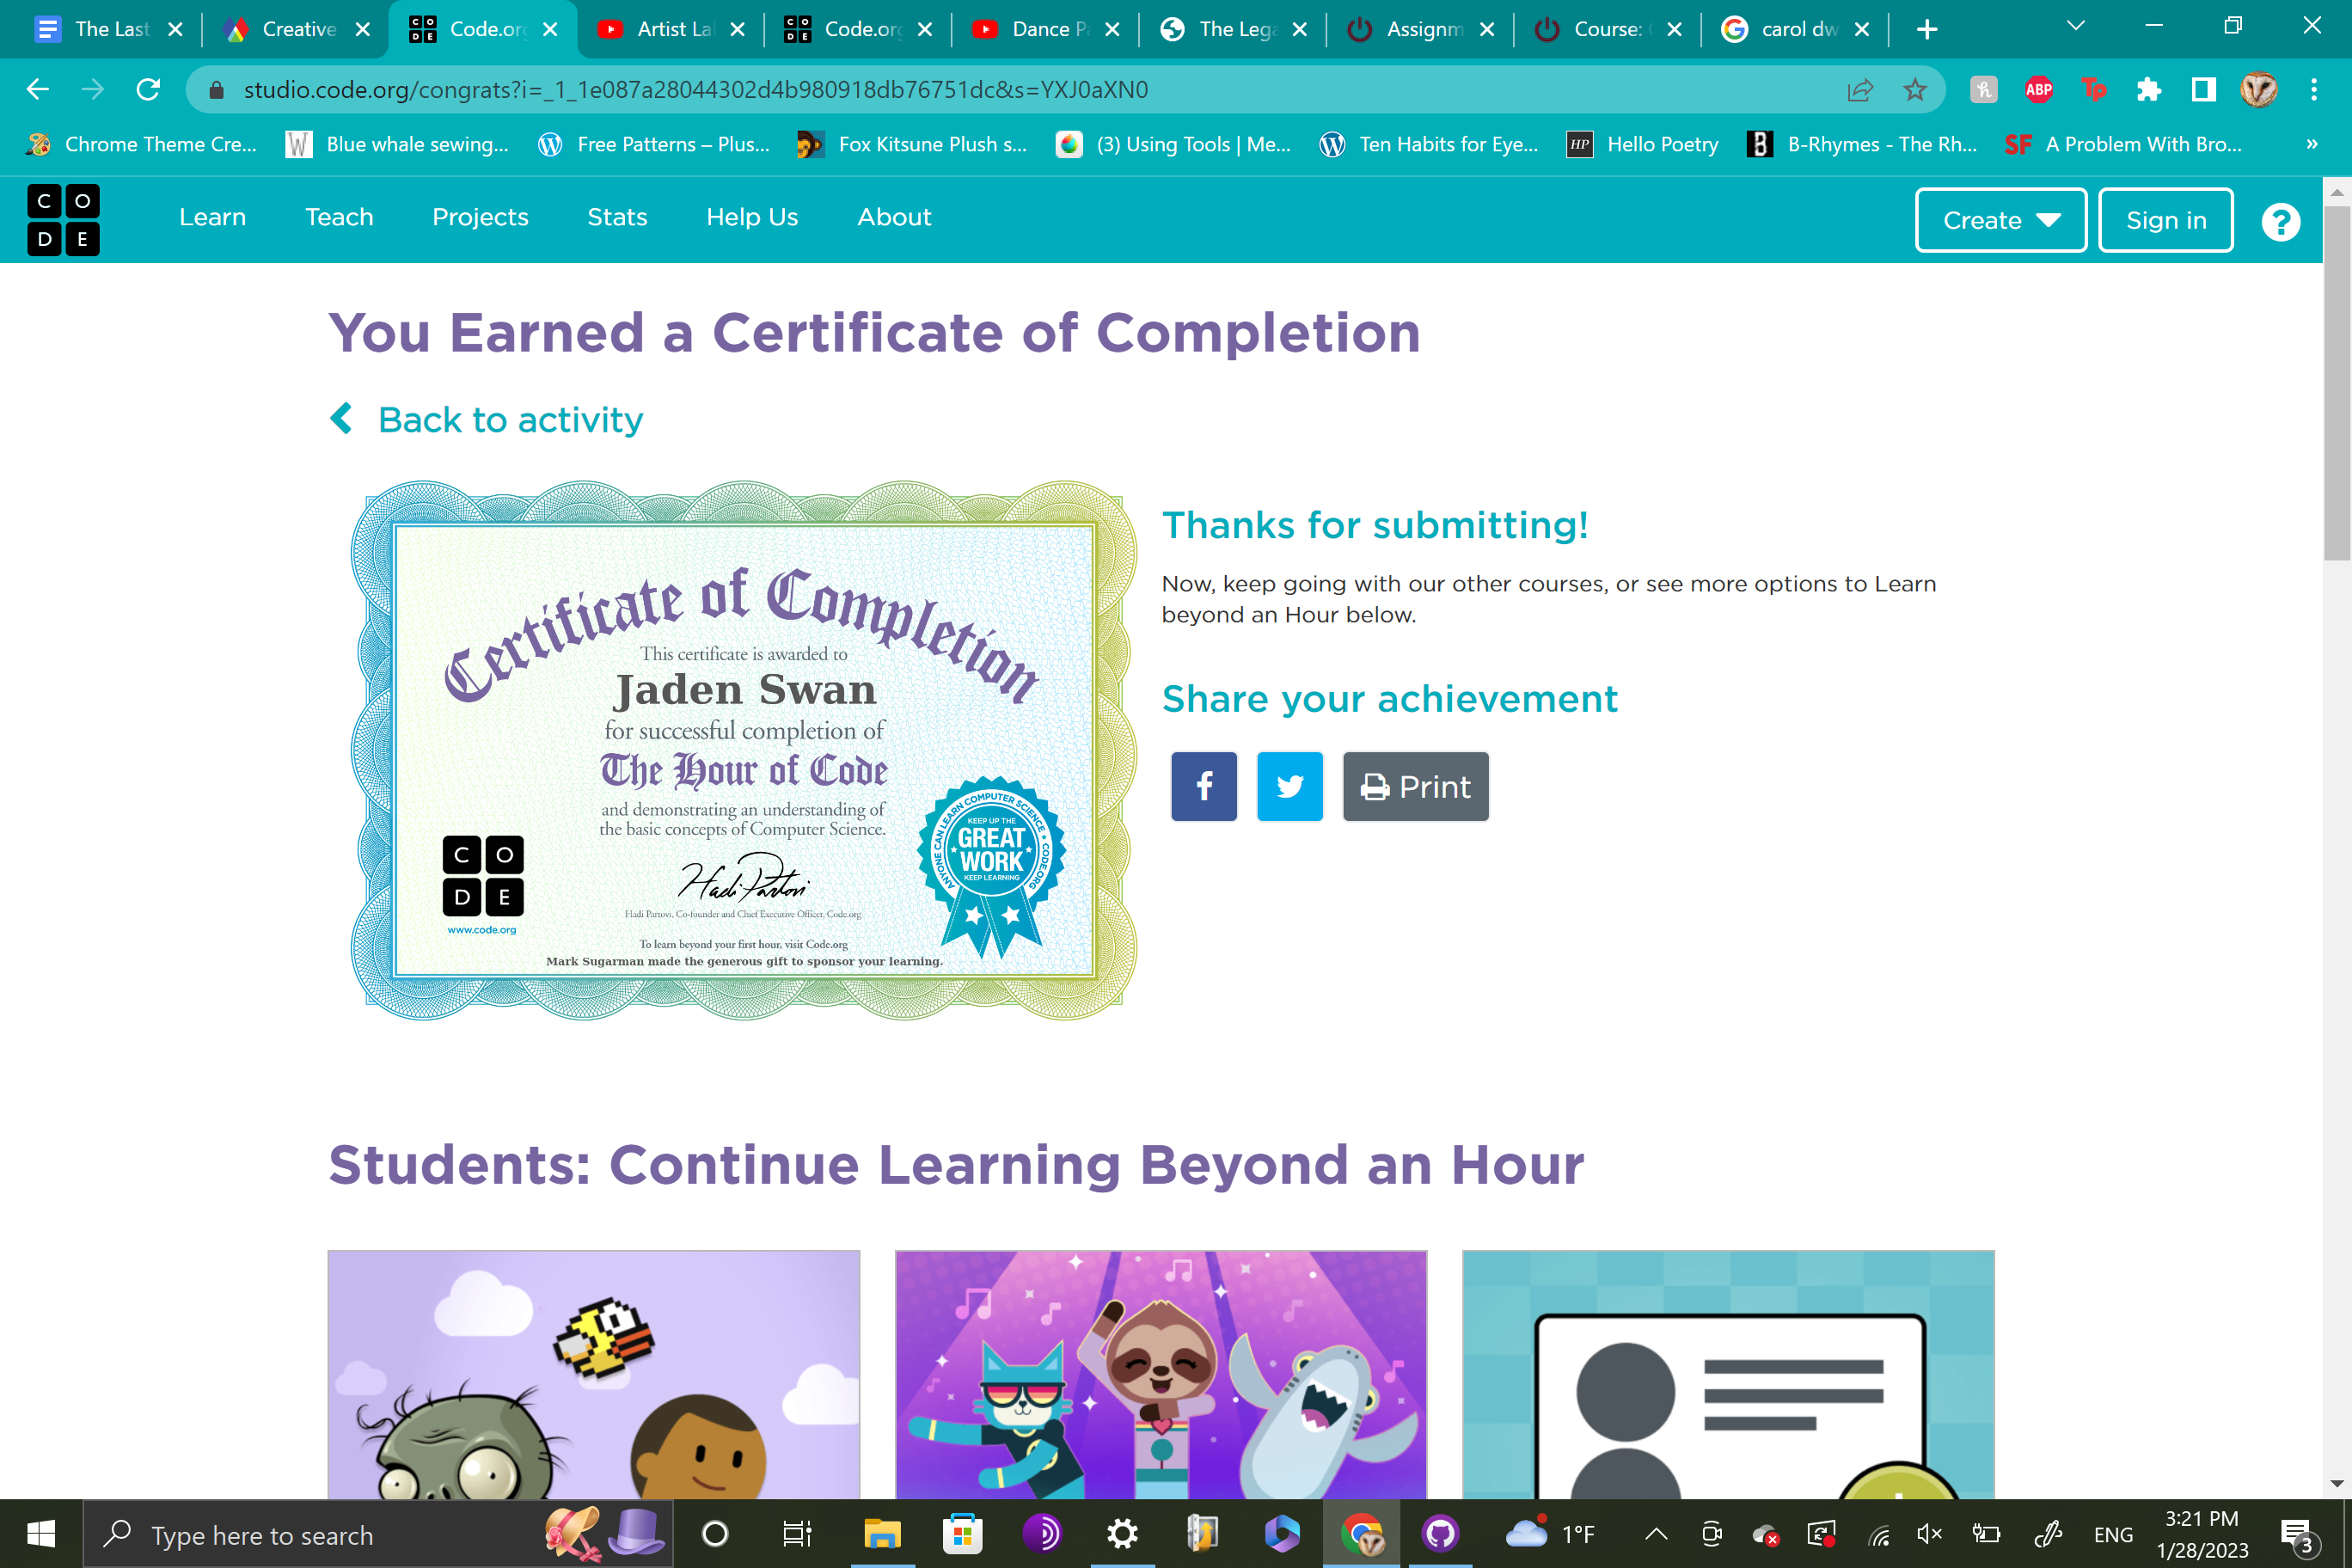 The Last
Creative
Code.org
Artist La
Code.org
Dance P
The Lega
Assignm
Course:
carol dw
studio.code.org/congrats?i=_1_1e087a28044302d4b980918db76751dc&s=YXJ0aXN0
ABP
Tp
Chrome Theme Cre...
W
Blue whale sewing...
Free Patterns – Plus...
Fox Kitsune Plush s...
(3) Using Tools | Me...
Ten Habits for Eye...
HP
Hello Poetry
B
B-Rhymes - The Rh...
SF
A Problem With Bro...
»
C O
D E
Learn
Teach
Projects
Stats
Help Us
About
Create
Sign in
?
You Earned a Certificate of Completion
Back to activity
Certificate of Completion
This certificate is awarded to
Jaden Swan
for successful completion of
The Hour of Code
and demonstrating an understanding of
the basic concepts of Computer Science.
Hadi Partovi
Hadi Partovi, Co-founder and Chief Executive Officer, Code.org
To learn beyond your first hour, visit Code.org
Mark Sugarman made the generous gift to sponsor your learning.
C O
D E
www.code.org
ANYONE CAN LEARN COMPUTER SCIENCE • CODE.ORG
KEEP UP THE
GREAT
WORK
KEEP LEARNING
Thanks for submitting!
Now, keep going with our other courses, or see more options to Learn
beyond an Hour below.
Share your achievement
f
Print
Students: Continue Learning Beyond an Hour
Type here to search
1°F
ENG
3:21 PM
1/28/2023
3